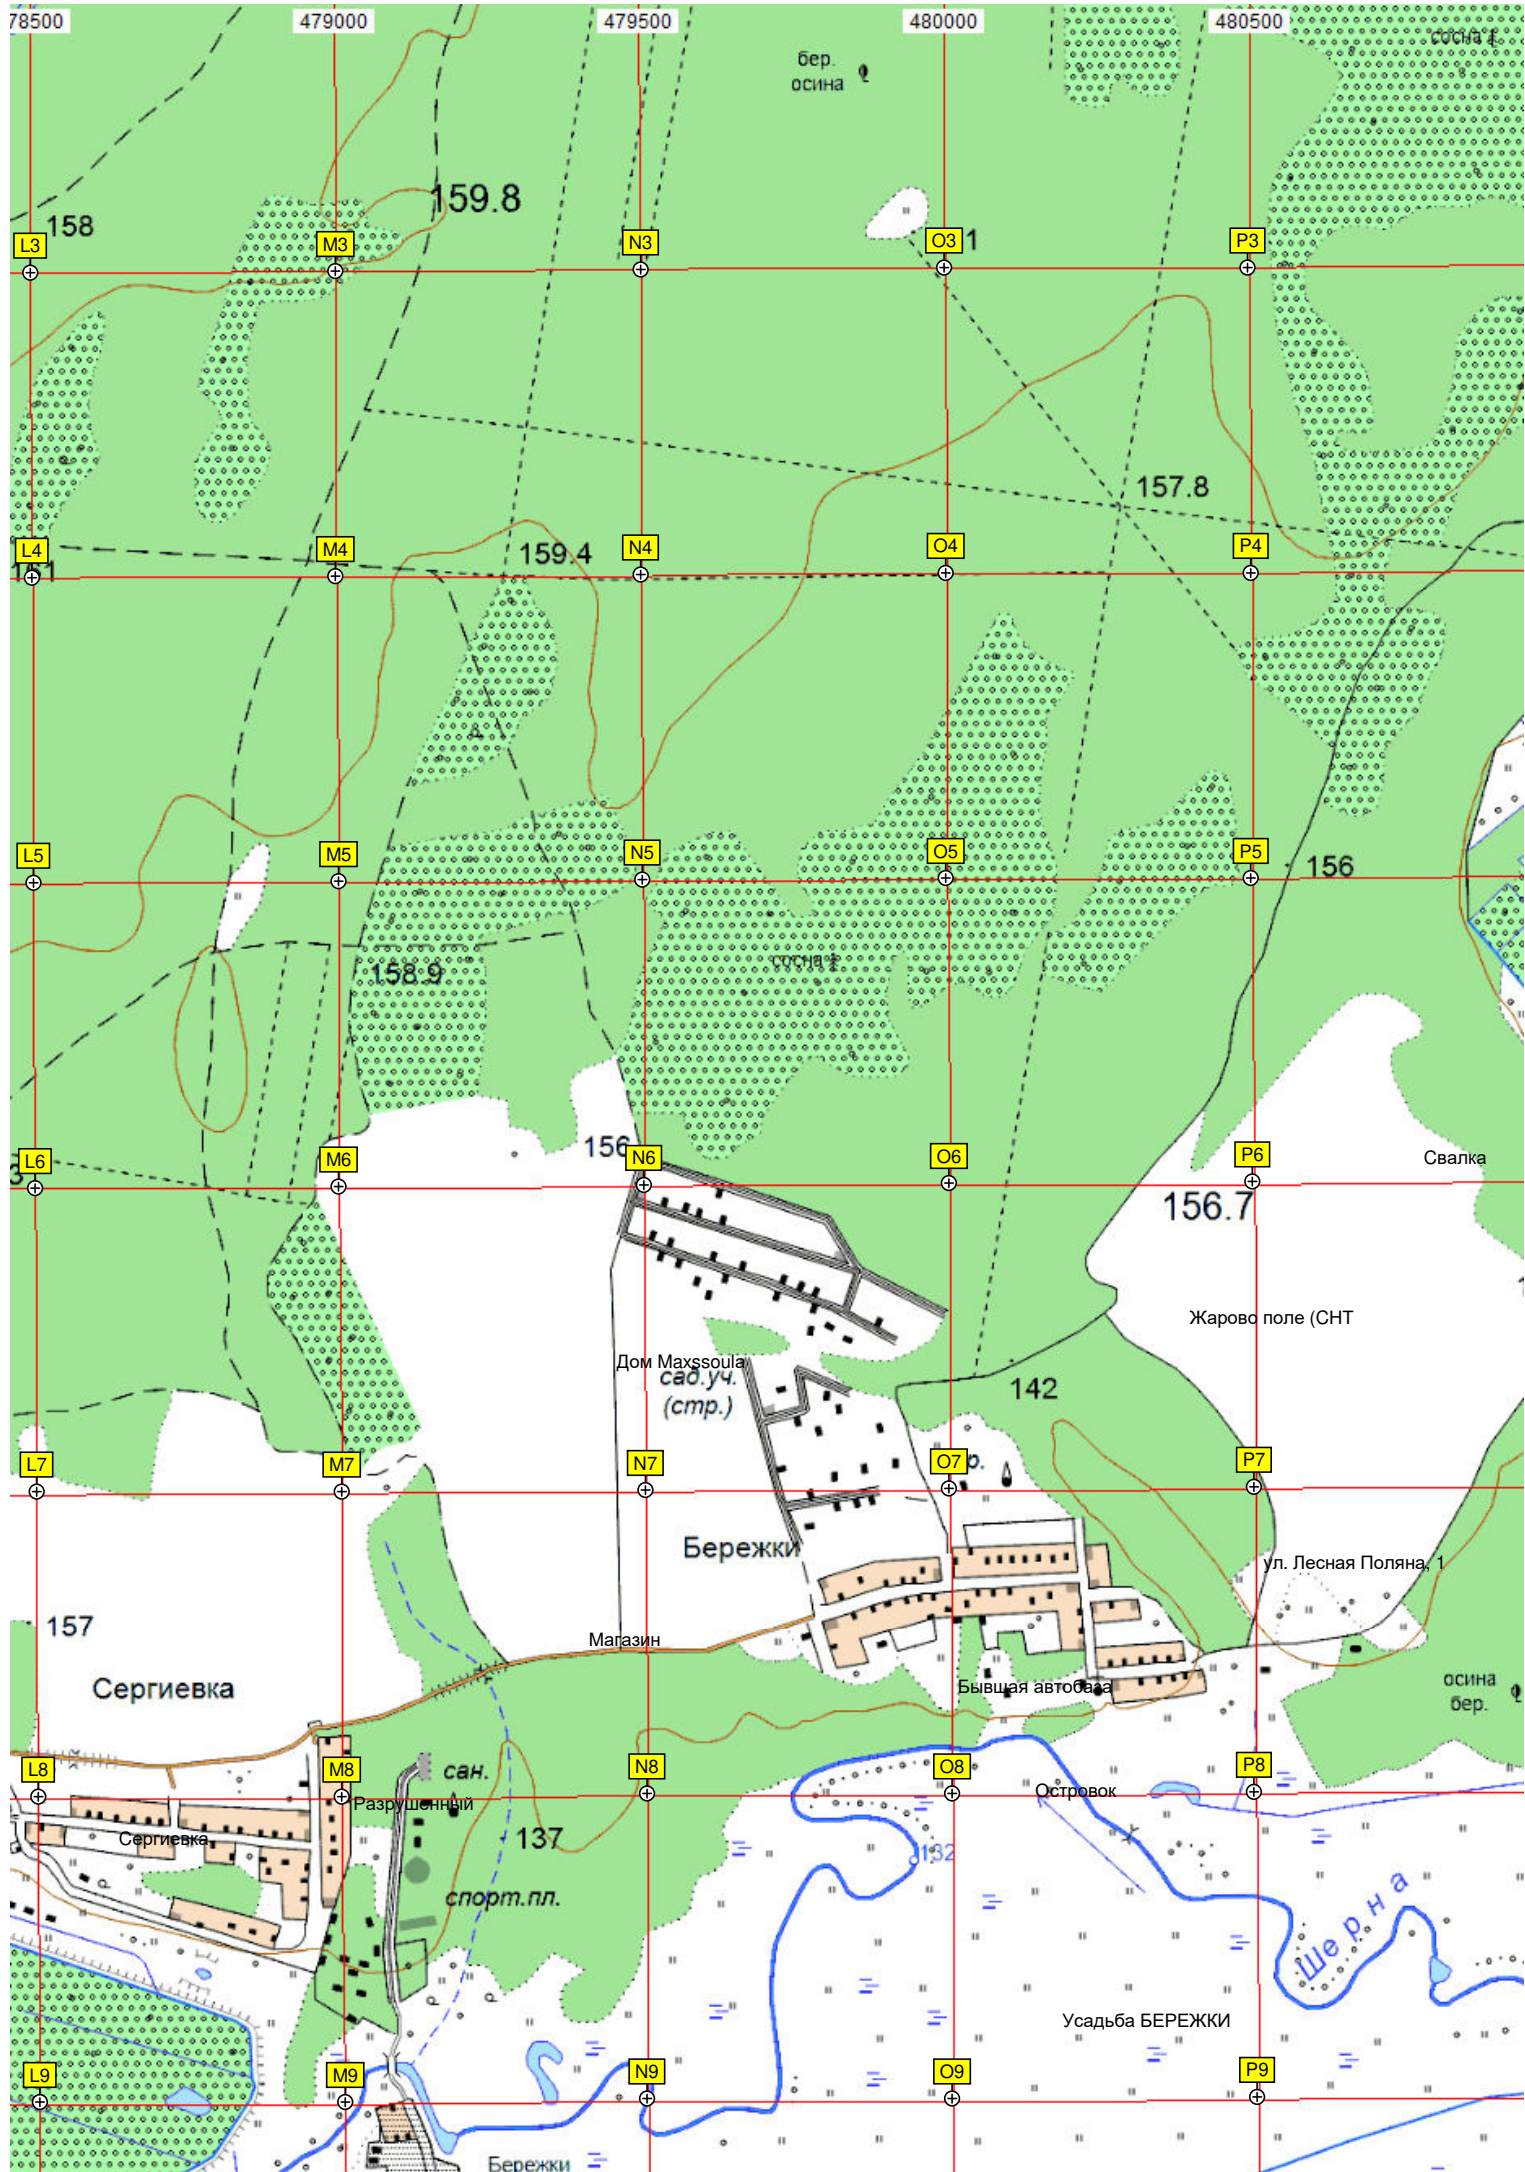 78500 479000 479500 480000 480500
сосна
бер.
осина
159.8
158
L3 M3 N3 O3 1 P3
157.8
159.4
L4 M4 N4 O4 P4
L5 M5 N5 O5 P5
156
сосна
158.9
156
L6 M6 N6 O6 P6
Свалка
3
156.7
Жарово поле (СНТ
Дом Maxssoula
сад.уч.
(стр.)
142
L7 M7 N7 O7 р. P7
Бережки
ул. Лесная Поляна, 1
157
Магазин
Сергиевка
Бывшая автобаза
осина
бер.
L8 M8 сан. N8 O8 P8
Островок
Разрушенный
Сергиевка
137
132
спорт.пл.
Шерна
Усадьба БЕРЕЖКИ
L9 M9 N9 O9 P9
Бережки